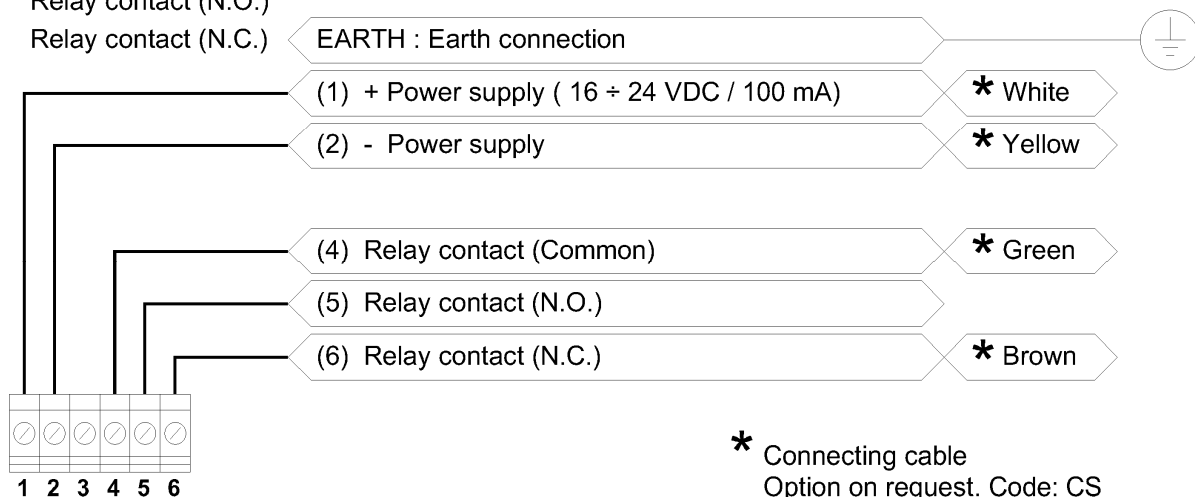 Relay contact (N.O.)
Relay contact (N.C.)
EARTH : Earth connection
(1) + Power supply ( 16 ÷ 24 VDC / 100 mA)
* White
(2) - Power supply
* Yellow
(4) Relay contact (Common)
* Green
(5) Relay contact (N.O.)
(6) Relay contact (N.C.)
* Brown
1 2 3 4 5 6
* Connecting cable
Option on request. Code: CS